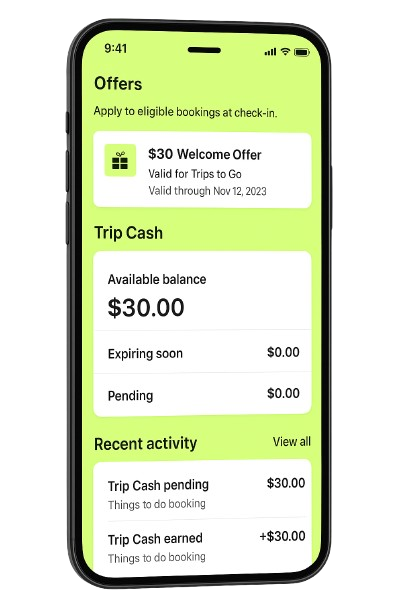 9:41
Offers
Apply to eligible bookings at check-in.
$30 Welcome Offer
Valid for Trips to Go
Valid through Nov 12, 2023
Trip Cash
Available balance
$30.00
Expiring soon $0.00
Pending $0.00
Recent activity View all
Trip Cash pending $30.00
Things to do booking
Trip Cash earned +$30.00
Things to do booking